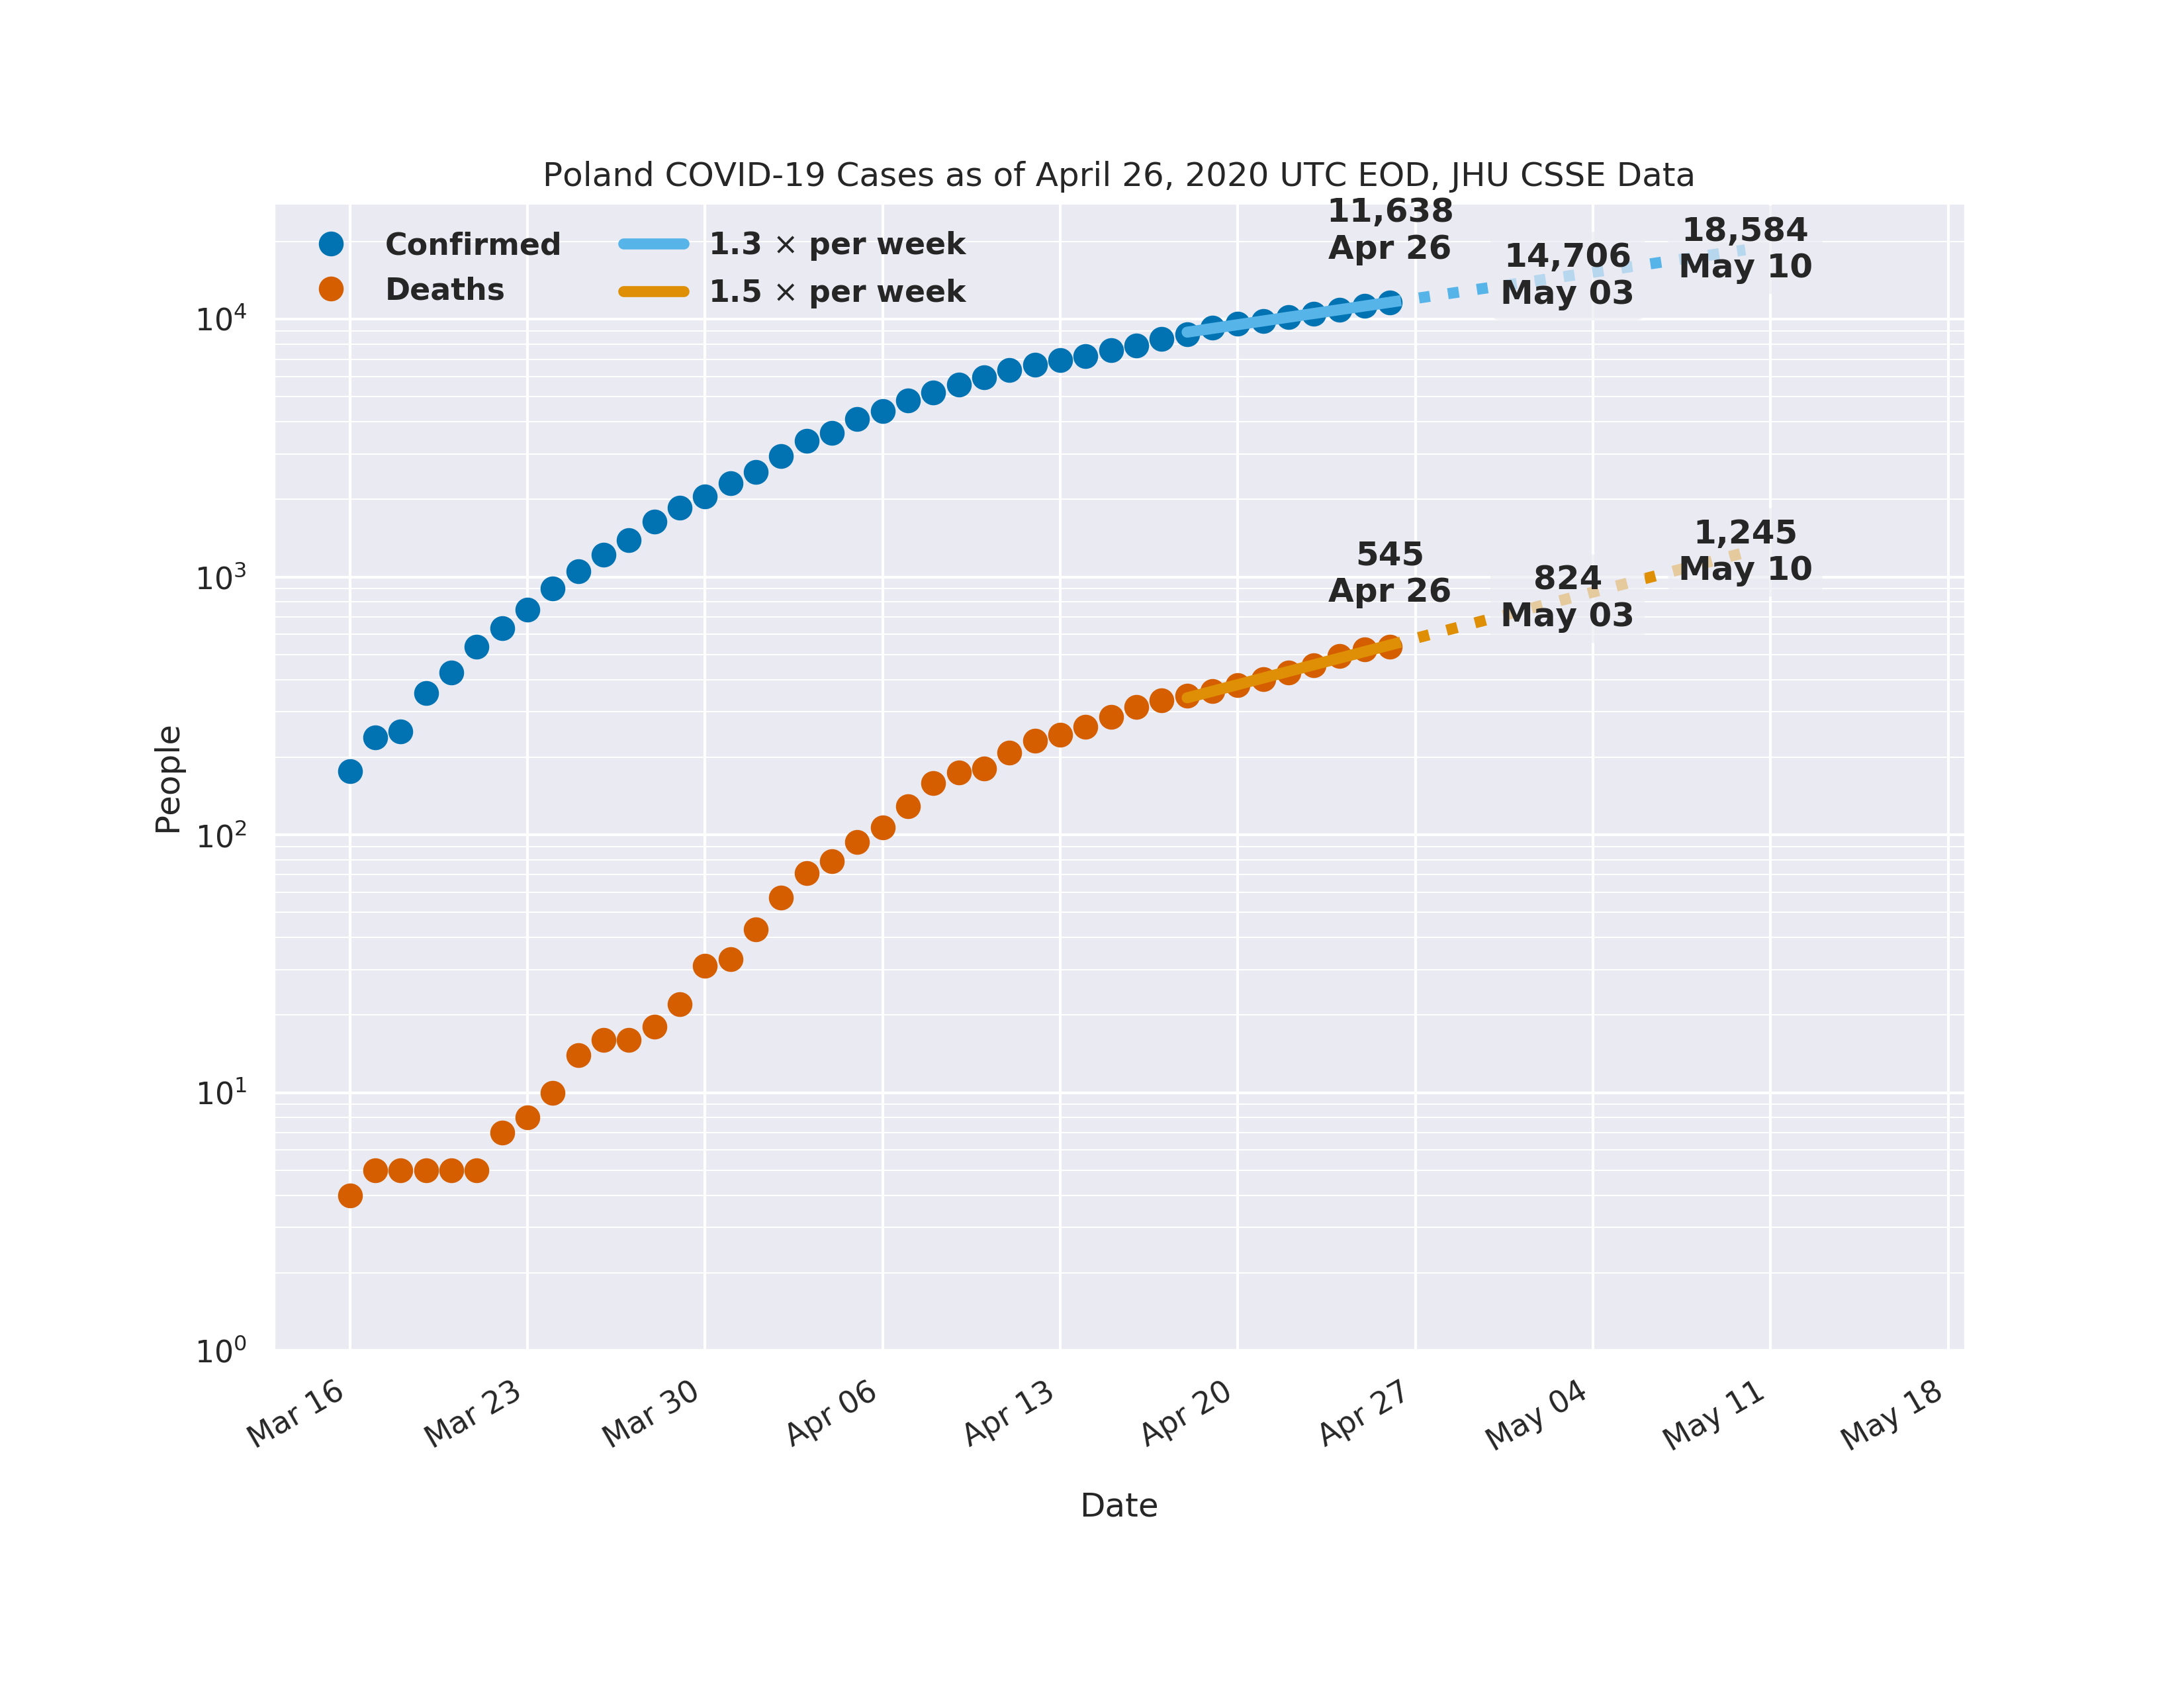 Poland COVID-19 Cases as of April 26, 2020 UTC EOD, JHU CSSE Data
Confirmed
Deaths
1.3 × per week
1.5 × per week
11,638
Apr 26
14,706
May 03
18,584
May 10
545
Apr 26
824
May 03
1,245
May 10
People
10⁴
10³
10²
10¹
10⁰
Mar 16
Mar 23
Mar 30
Apr 06
Apr 13
Apr 20
Apr 27
May 04
May 11
May 18
Date